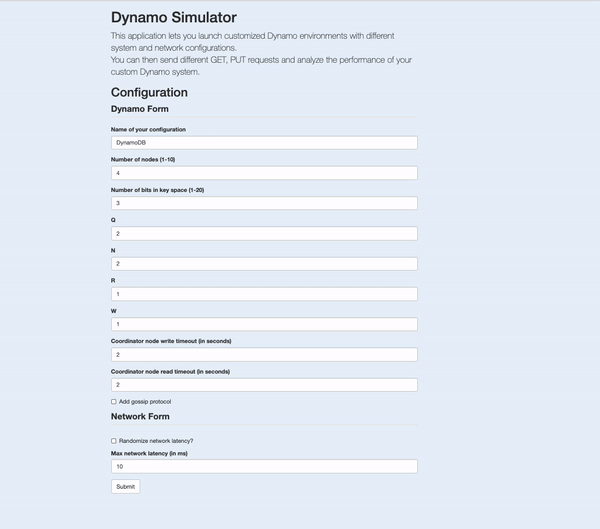 Dynamo Simulator
This application lets you launch customized Dynamo environments with different
system and network configurations.
You can then send different GET, PUT requests and analyze the performance of your
custom Dynamo system.
Configuration
Dynamo Form
Name of your configuration
DynamoDB
Number of nodes (1-10)
4
Number of bits in key space (1-20)
3
Q
2
N
2
R
1
W
1
Coordinator node write timeout (in seconds)
2
Coordinator node read timeout (in seconds)
2
Add gossip protocol
Network Form
Randomize network latency?
Max network latency (in ms)
10
Submit